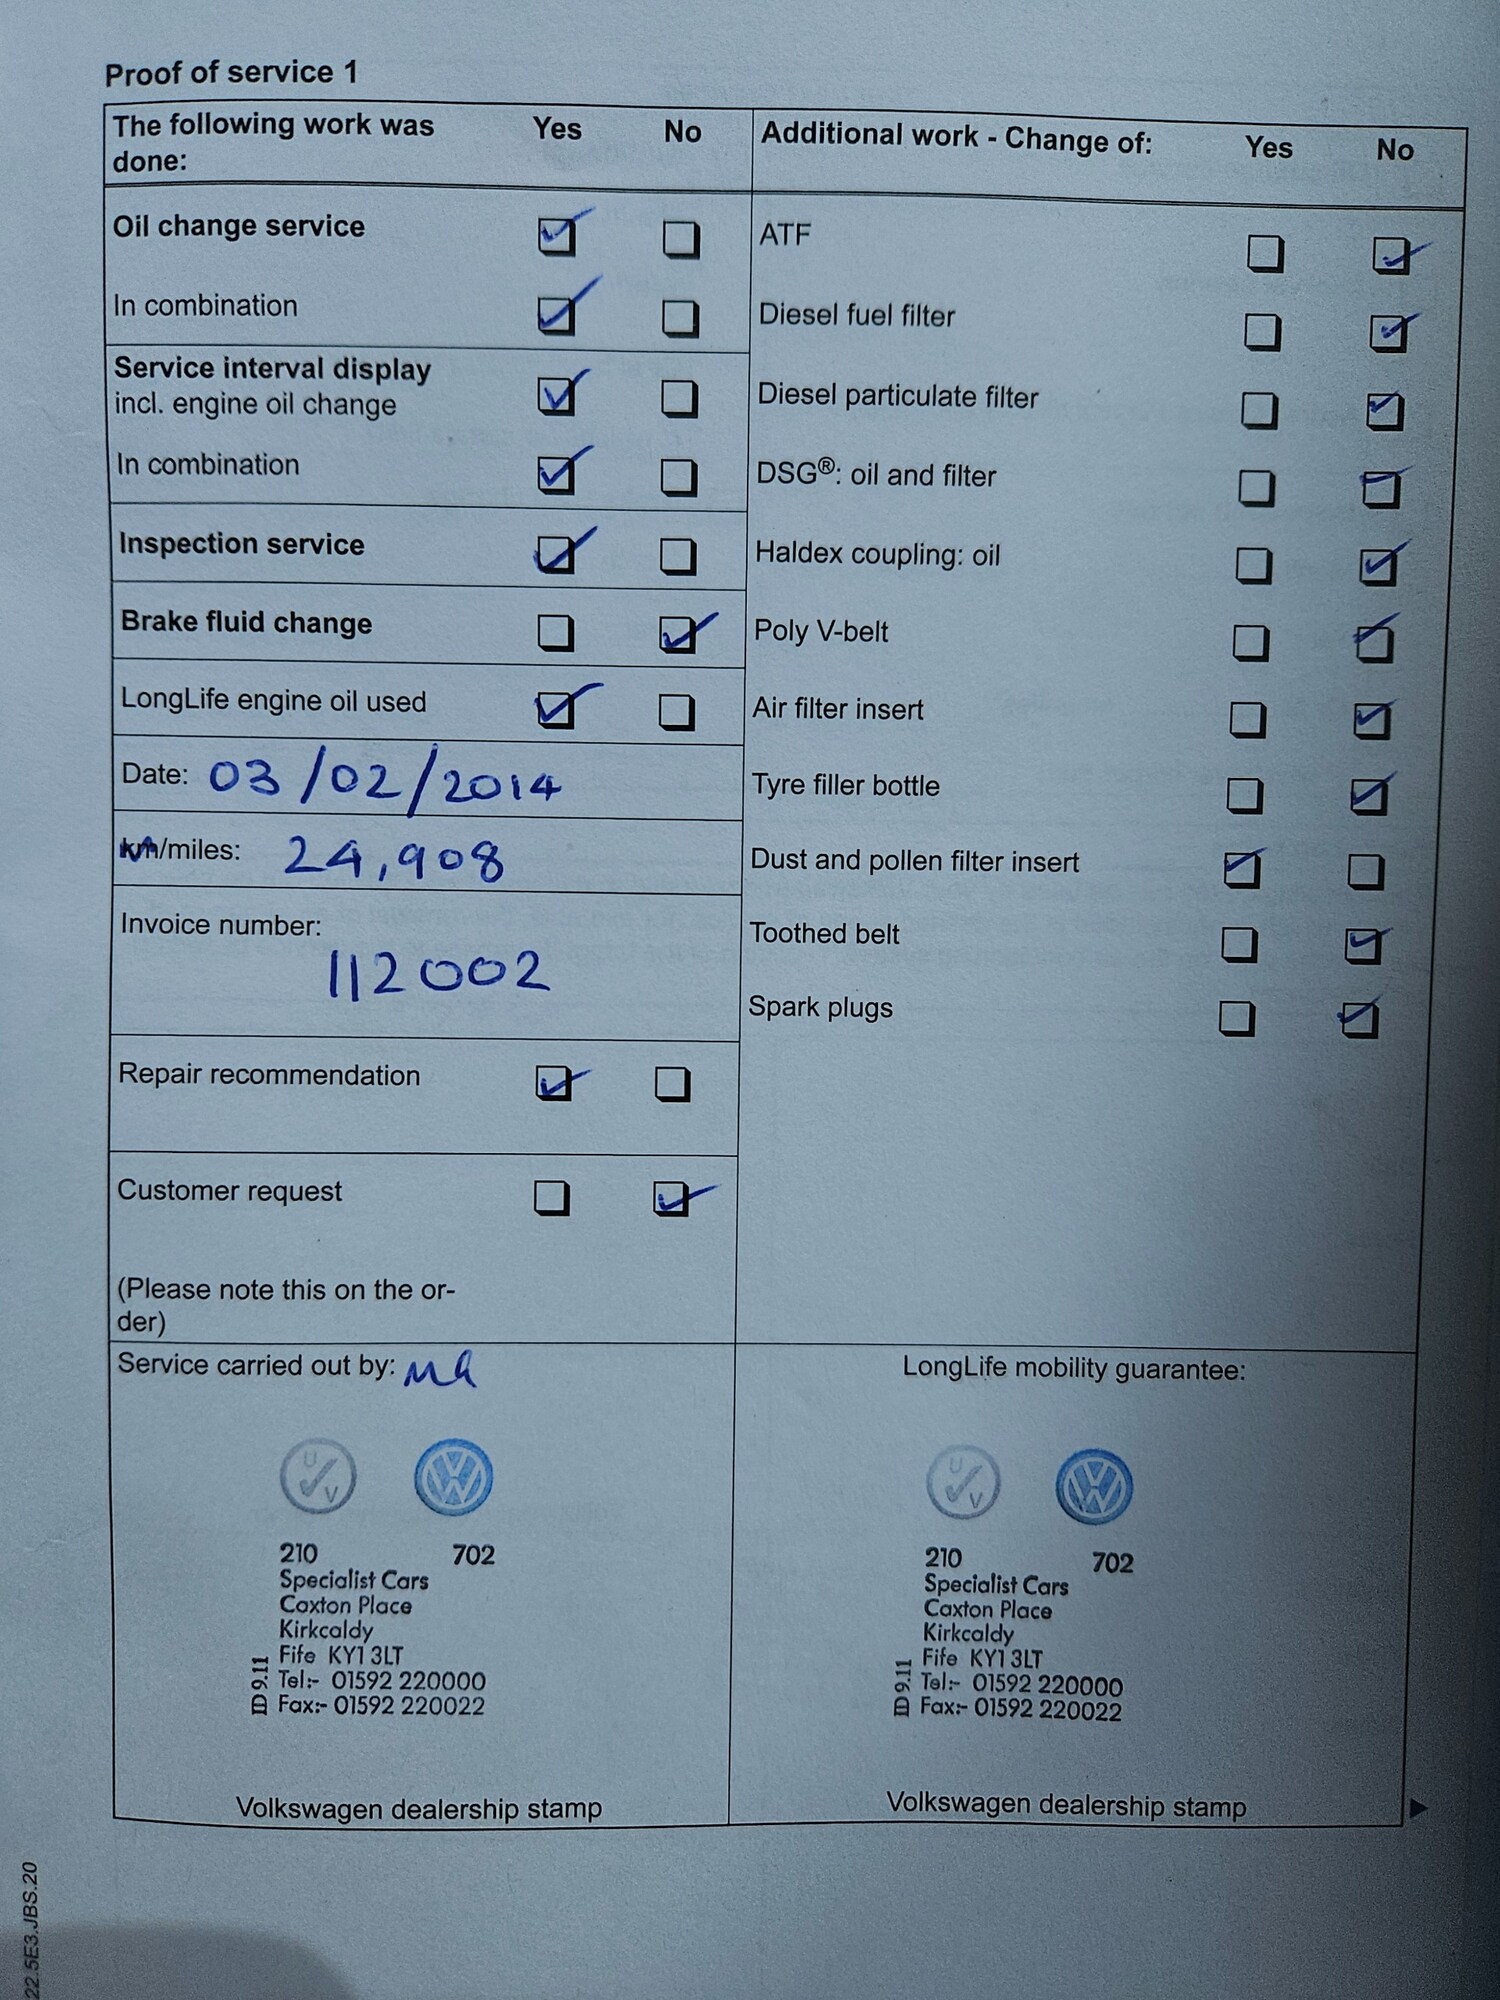 Proof of service 1
The following work was done: Yes No
Oil change service
In combination
Service interval display
incl. engine oil change
In combination
Inspection service
Brake fluid change
LongLife engine oil used
Date: 03/02/2014
km/miles: 24,908
Invoice number:
112002
Repair recommendation
Customer request
(Please note this on the or-
der)
Additional work - Change of: Yes No
ATF
Diesel fuel filter
Diesel particulate filter
DSG®: oil and filter
Haldex coupling: oil
Poly V-belt
Air filter insert
Tyre filler bottle
Dust and pollen filter insert
Toothed belt
Spark plugs
Service carried out by:
U V VW
210 702
Specialist Cars
Caxton Place
Kirkcaldy
Fife KY1 3LT
Tel:- 01592 220000
Fax:- 01592 220022
ID 9.11
Volkswagen dealership stamp
LongLife mobility guarantee:
U V VW
210 702
Specialist Cars
Caxton Place
Kirkcaldy
Fife KY1 3LT
Tel:- 01592 220000
Fax:- 01592 220022
ID 9.11
Volkswagen dealership stamp
22.5E3.JBS.20